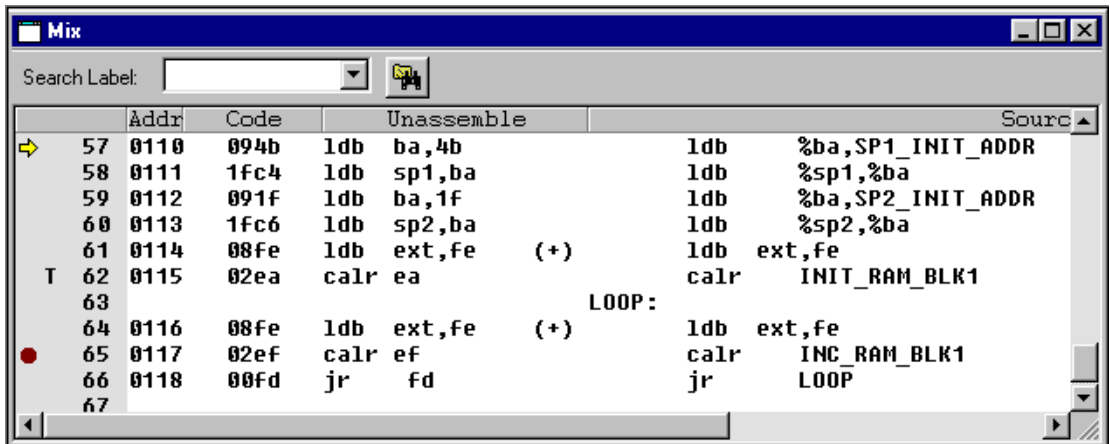 Mix
Search Label:
Addr Code Unassemble Sourc
57 0110 094b ldb ba,4b ldb %ba,SP1_INIT_ADDR
58 0111 1fc4 ldb sp1,ba ldb %sp1,%ba
59 0112 091f ldb ba,1f ldb %ba,SP2_INIT_ADDR
60 0113 1fc6 ldb sp2,ba ldb %sp2,%ba
61 0114 08fe ldb ext,fe (+) ldb ext,fe
T 62 0115 02ea calr ea calr INIT_RAM_BLK1
63 LOOP:
64 0116 08fe ldb ext,fe (+) ldb ext,fe
65 0117 02ef calr ef calr INC_RAM_BLK1
66 0118 00fd jr fd jr LOOP
67